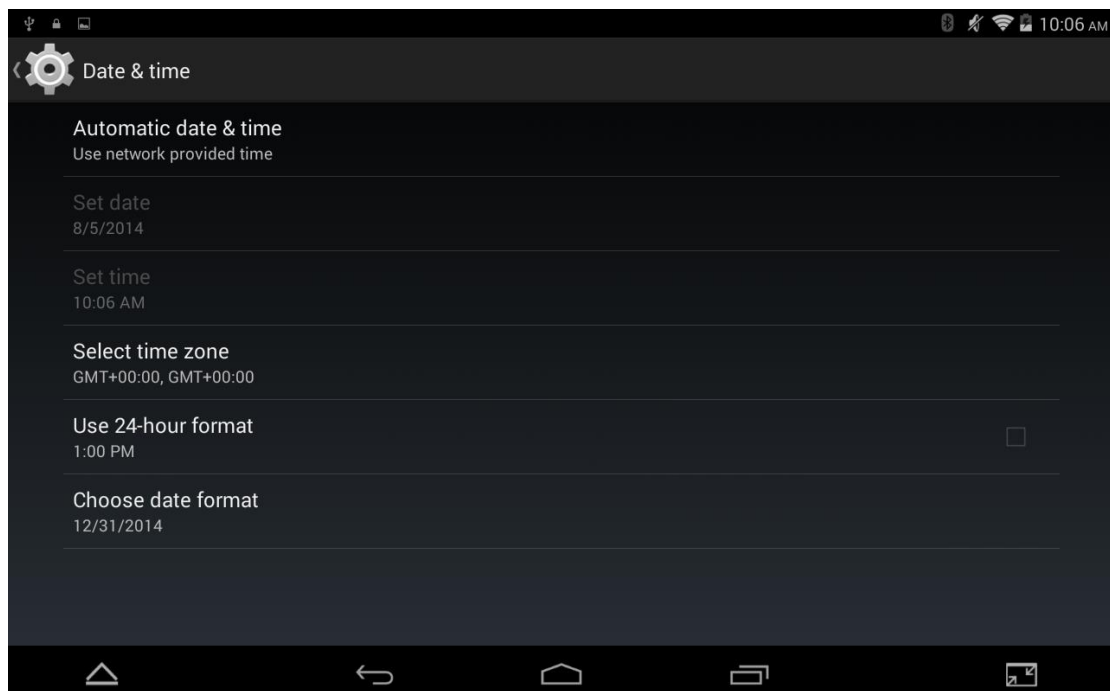 10:06 AM
Date & time
Automatic date & time
Use network provided time
Set date
8/5/2014
Set time
10:06 AM
Select time zone
GMT+00:00, GMT+00:00
Use 24-hour format
1:00 PM
Choose date format
12/31/2014